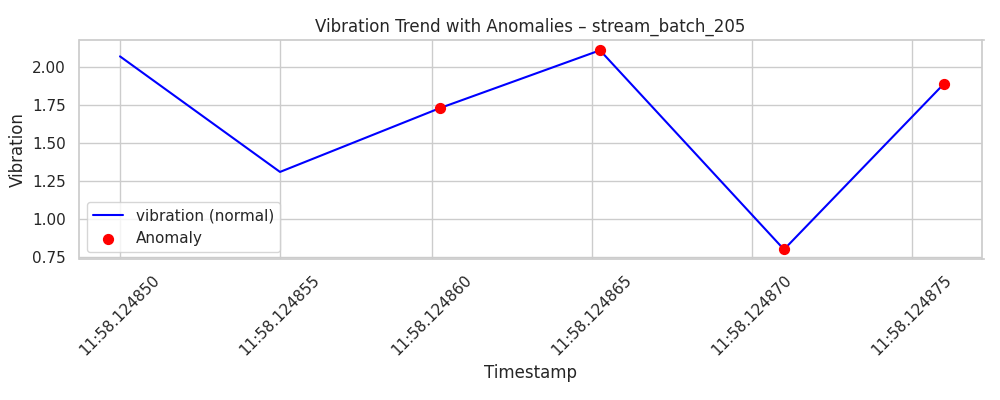 Vibration Trend with Anomalies – stream_batch_205
Vibration
2.00
1.75
1.50
1.25
1.00
0.75
vibration (normal)
Anomaly
11:58.124850
11:58.124855
11:58.124860
11:58.124865
11:58.124870
11:58.124875
Timestamp